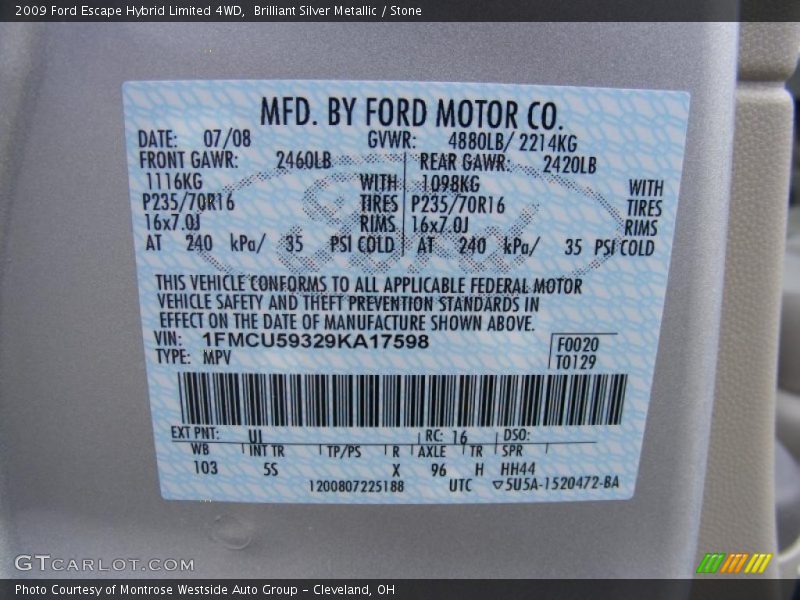 2009 Ford Escape Hybrid Limited 4WD, Brilliant Silver Metallic / Stone
MFD. BY FORD MOTOR CO.
DATE: 07/08 GVWR: 4880LB/ 2214KG
FRONT GAWR: 2460LB REAR GAWR: 2420LB
1116KG WITH 1098KG WITH
P235/70R16 TIRES P235/70R16 TIRES
16x7.0J RIMS 16x7.0J RIMS
AT 240 kPa/ 35 PSI COLD AT 240 kPa/ 35 PSI COLD
Ford
THIS VEHICLE CONFORMS TO ALL APPLICABLE FEDERAL MOTOR
VEHICLE SAFETY AND THEFT PREVENTION STANDARDS IN
EFFECT ON THE DATE OF MANUFACTURE SHOWN ABOVE.
VIN: 1FMCU59329KA17598 F0020
TYPE: MPV T0129
EXT PNT: UI RC: 16 DSO:
WB INT TR TP/PS R AXLE TR SPR
103 5S X 96 H HH44
1200807225188 UTC ▽5U5A-1520472-BA
GTCARLOT.COM
Photo Courtesy of Montrose Westside Auto Group - Cleveland, OH